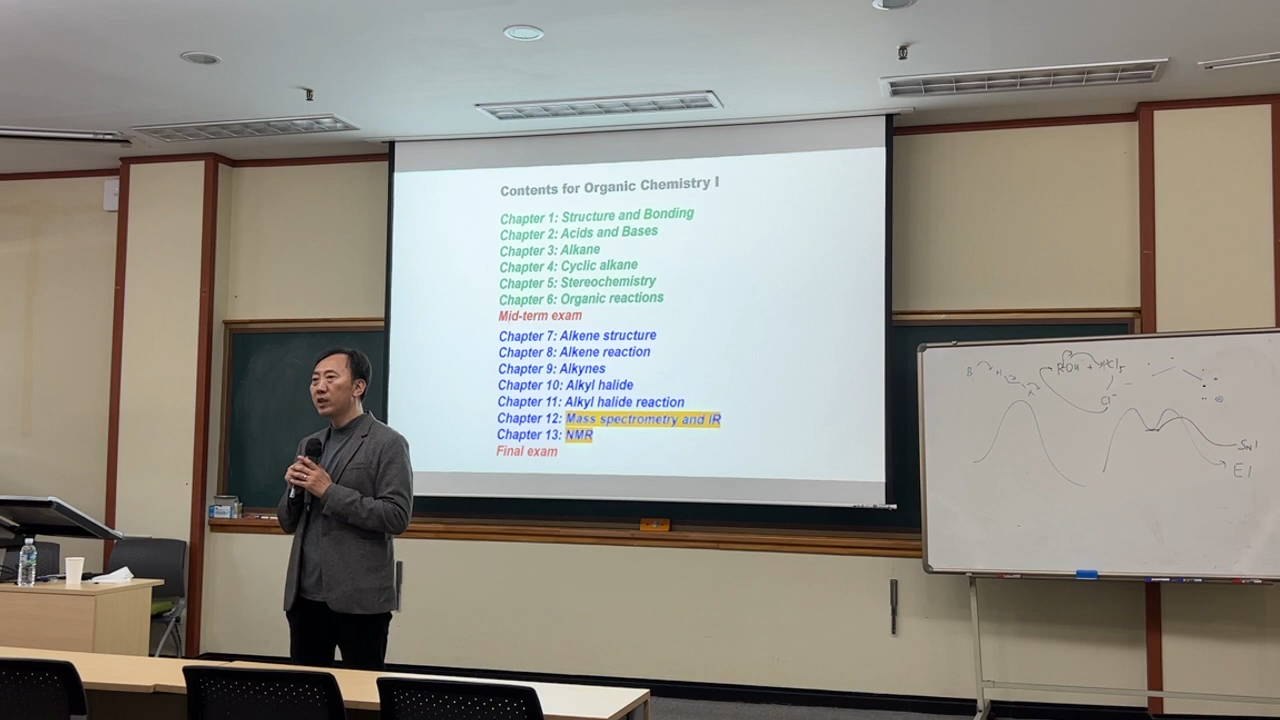 Contents for Organic Chemistry I
Chapter 1: Structure and Bonding
Chapter 2: Acids and Bases
Chapter 3: Alkane
Chapter 4: Cyclic alkane
Chapter 5: Stereochemistry
Chapter 6: Organic reactions
Mid-term exam
Chapter 7: Alkene structure
Chapter 8: Alkene reaction
Chapter 9: Alkynes
Chapter 10: Alkyl halide
Chapter 11: Alkyl halide reaction
Chapter 12: Mass spectrometry and IR
Chapter 13: NMR
Final exam
B H
X
R-OH +
Cl⁻
SN1
E1